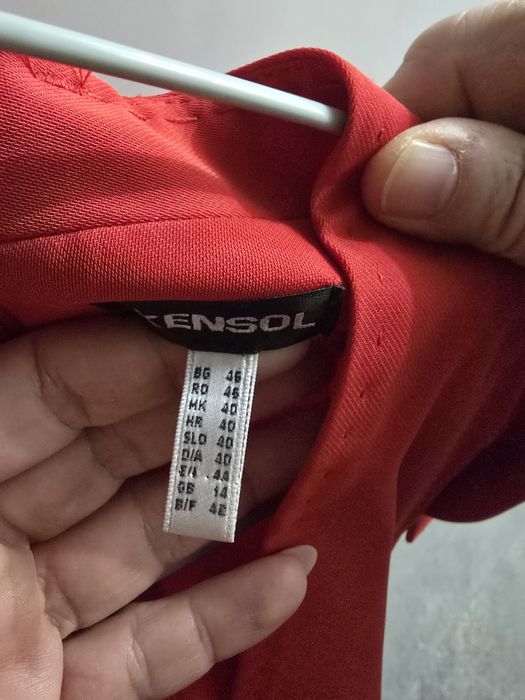 KENSOL
BG 46
RO 46
MK 40
HR 40
SLO 40
D/A 40
E/I 44
GB 14
B/F 42